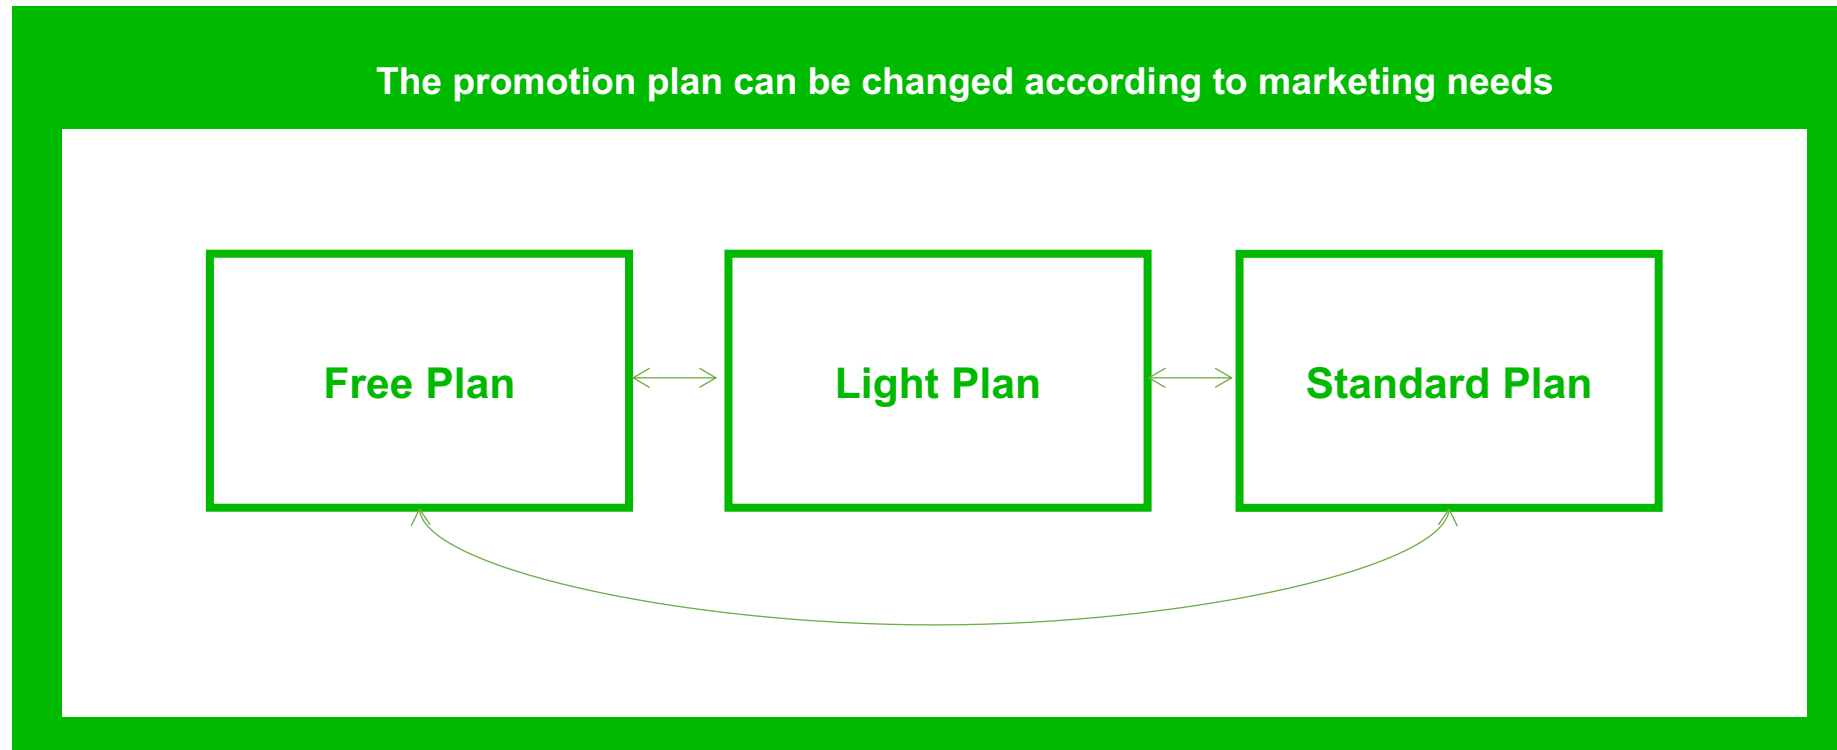 The promotion plan can be changed according to marketing needs
Free Plan
Light Plan
Standard Plan